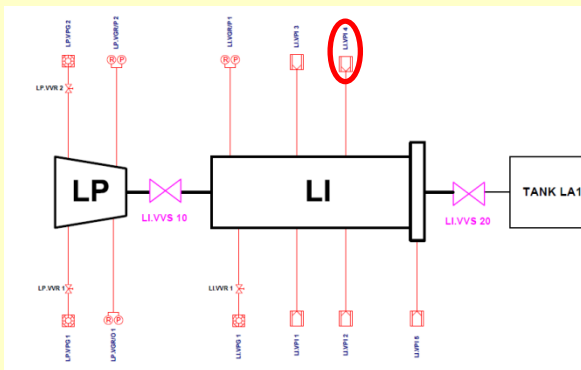 LP.VPG 2
LP.VGR/P 2
LI.VGR/P 1
LI.VPI 3
LI.VPI 4
R P
R P
LP.VVR 2
LP
LI
TANK LA1
LI.VVS 10
LI.VVS 20
LP.VVR 1
LI.VVR 1
R P
LP.VPG 1
LP.VGR/O 1
LI.VPG 1
LI.VPI 1
LI.VPI 2
LI.VPI 5